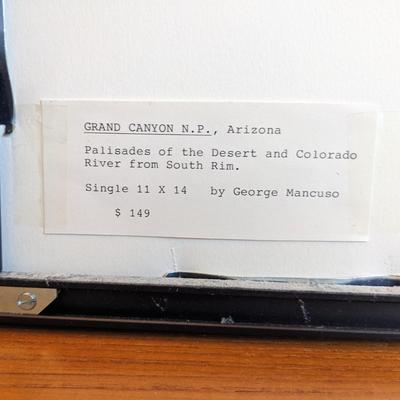 GRAND CANYON N.P., Arizona
Palisades of the Desert and Colorado
River from South Rim.
Single 11 X 14 by George Mancuso
$ 149